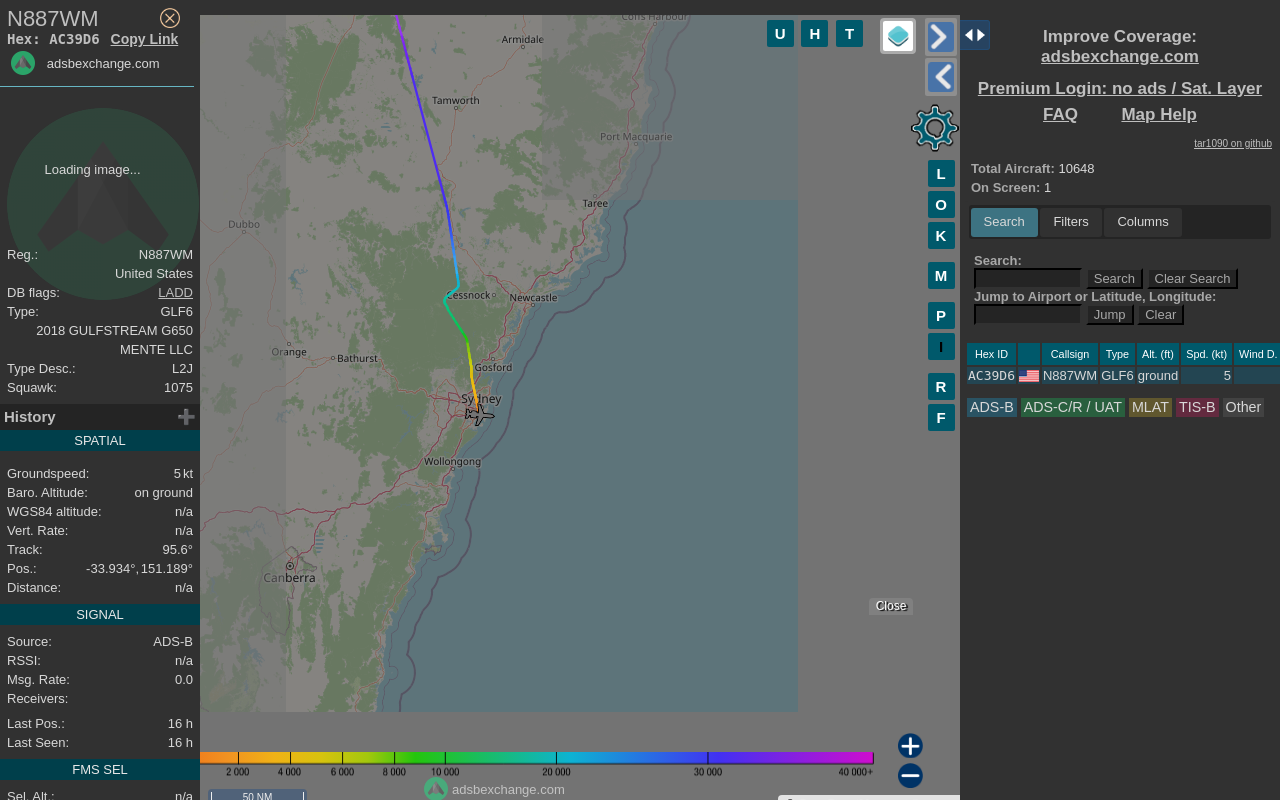 N887WM
Hex: AC39D6 Copy Link
adsbexchange.com
Loading image...
Reg.: N887WM
United States
DB flags: LADD
Type: GLF6
2018 GULFSTREAM G650
MENTE LLC
Type Desc.: L2J
Squawk: 1075
History
SPATIAL
Groundspeed: 5 kt
Baro. Altitude: on ground
WGS84 altitude: n/a
Vert. Rate: n/a
Track: 95.6°
Pos.: -33.934°, 151.189°
Distance: n/a
SIGNAL
Source: ADS-B
RSSI: n/a
Msg. Rate: 0.0
Receivers:
Last Pos.: 16 h
Last Seen: 16 h
FMS SEL
Sel. Alt.: n/a
Coffs Harbour
Armidale
Tamworth
Port Macquarie
Taree
Dubbo
Cessnock
Newcastle
Orange
Bathurst
Gosford
Sydney
Wollongong
Canberra
U H T
L
O
K
M
P
I
R
F
Close
2 000 4 000 6 000 8 000 10 000 20 000 30 000 40 000+
adsbexchange.com
50 NM
Improve Coverage:
adsbexchange.com
Premium Login: no ads / Sat. Layer
FAQ Map Help
tar1090 on github
Total Aircraft: 10648
On Screen: 1
Search Filters Columns
Search:
Search Clear Search
Jump to Airport or Latitude, Longitude:
Jump Clear
Hex ID Callsign Type Alt. (ft) Spd. (kt) Wind D.
AC39D6 N887WM GLF6 ground 5
ADS-B ADS-C/R / UAT MLAT TIS-B Other